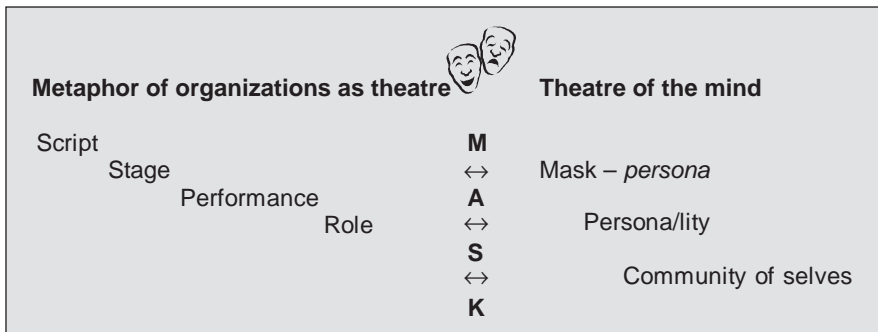 Metaphor of organizations as theatre Theatre of the mind
Script M
Stage ↔ Mask – persona
Performance A
Role ↔ Persona/lity
S
↔ Community of selves
K